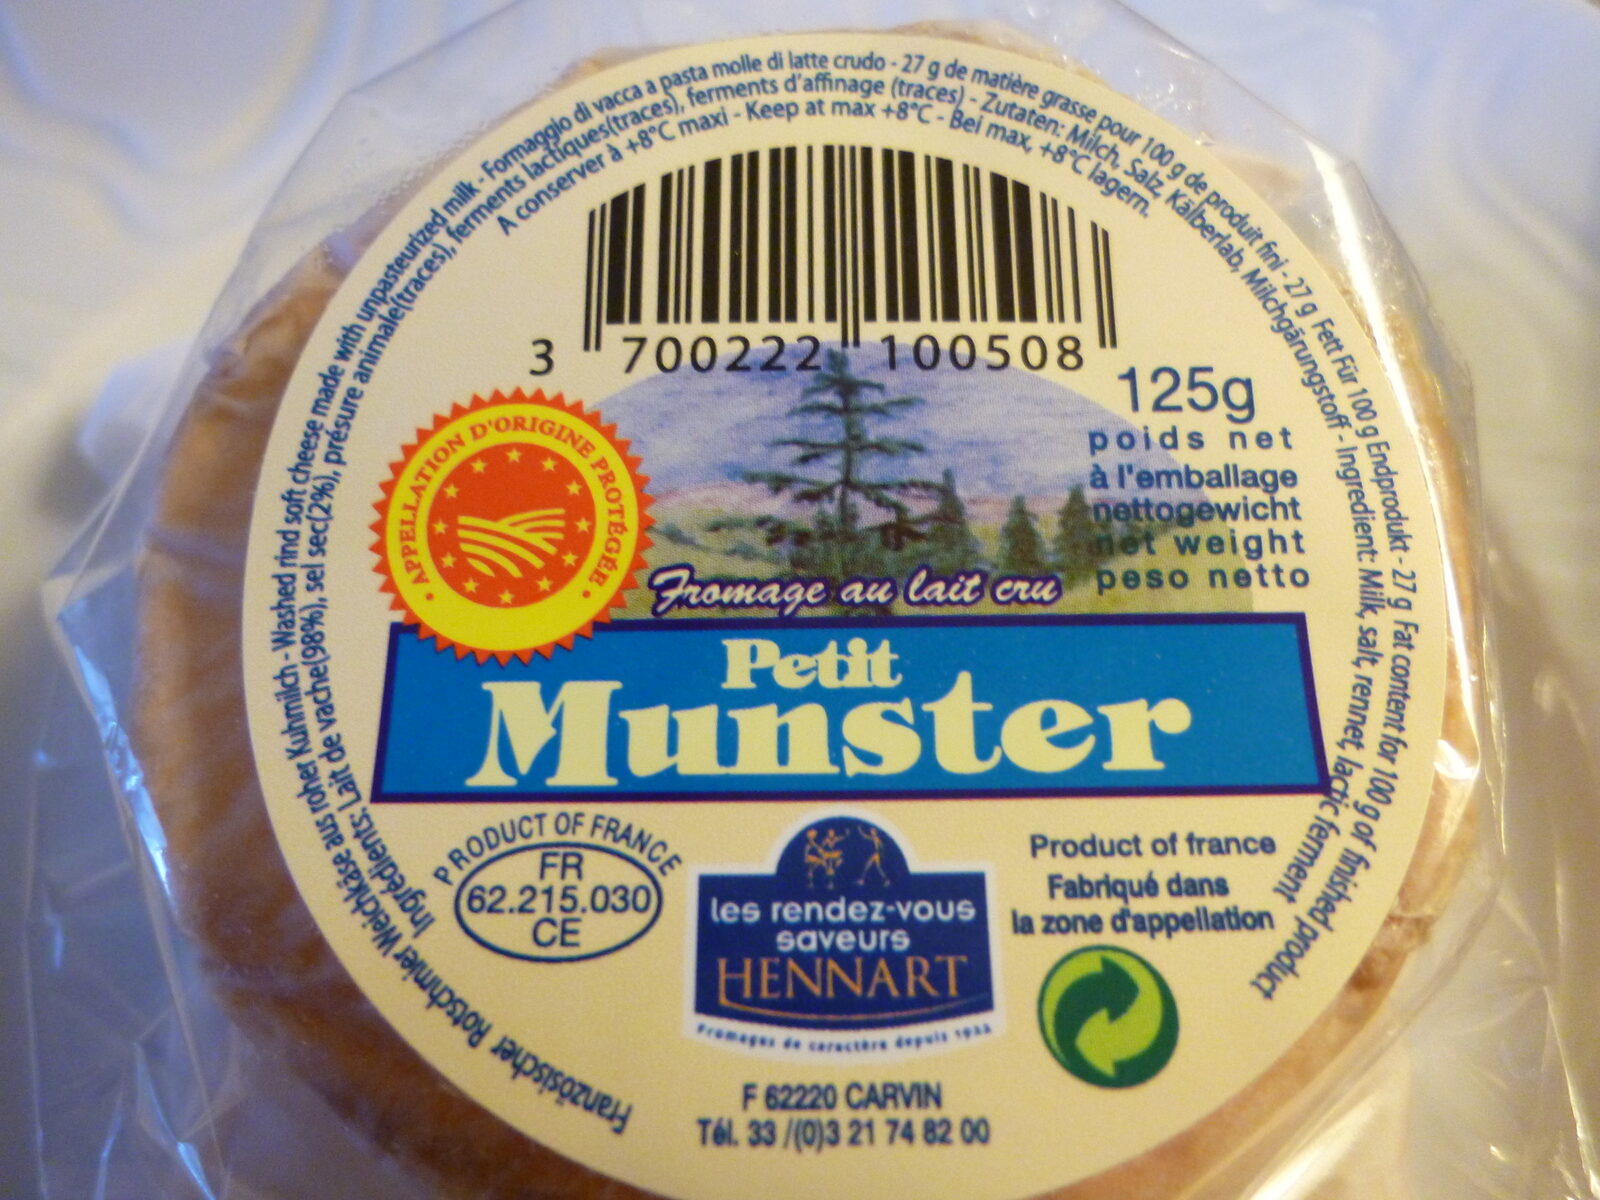 Französischer Rotschmier Weichkäse aus roher Kuhmilch - Washed rind soft cheese made with unpasteurized milk - Formaggio di vacca a pasta molle di latte crudo - 27 g de matière grasse pour 100 g de produit fini - 27 g Fett Für 100 g Endprodukt - 27 g Fat content for 100 g of finished product
Ingrédients: Lait de vache(98%), sel sec(2%), présure animale(traces), ferments lactiques(traces), ferments d'affinage (traces) - Zutaten: Milch, Salz, Kälberlab, Milchgärungstoff - Ingredient: Milk, salt, rennet, lactic ferment
A conserver à +8°C maxi - Keep at max +8°C - Bei max, +8°C lagern.
3 700222 100508
125g
poids net
à l'emballage
nettogewicht
net weight
peso netto
APPELLATION D'ORIGINE PROTÉGÉE
Fromage au lait cru
Petit
Munster
PRODUCT OF FRANCE
FR
62.215.030
CE
les rendez-vous
saveurs
HENNART
Fromages de caractère depuis
Product of france
Fabriqué dans
la zone d'appellation
F 62220 CARVIN
Tél. 33 /(0)3 21 74 82 00